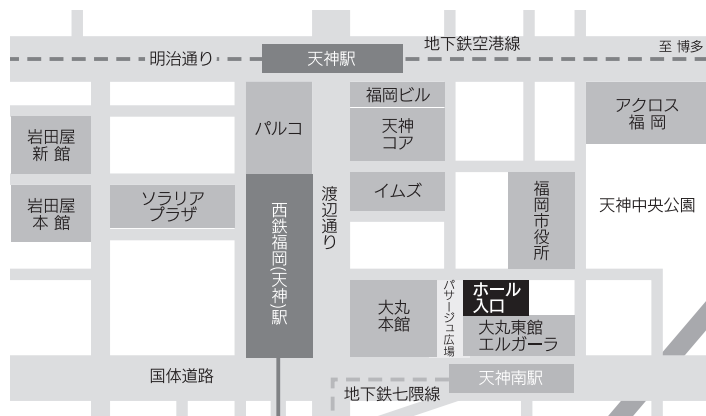 地下鉄空港線
至 博多
明治通り
天神駅
福岡ビル
アクロス
福 岡
パルコ
天神
コア
岩田屋
新 館
イムズ
ソラリア
プラザ
岩田屋
本 館
渡辺通り
福岡市役所
天神中央公園
西鉄福岡(天神)駅
パサージュ広場
ホール
入口
大丸
本館
大丸東館
エルガーラ
国体道路
天神南駅
地下鉄七隈線